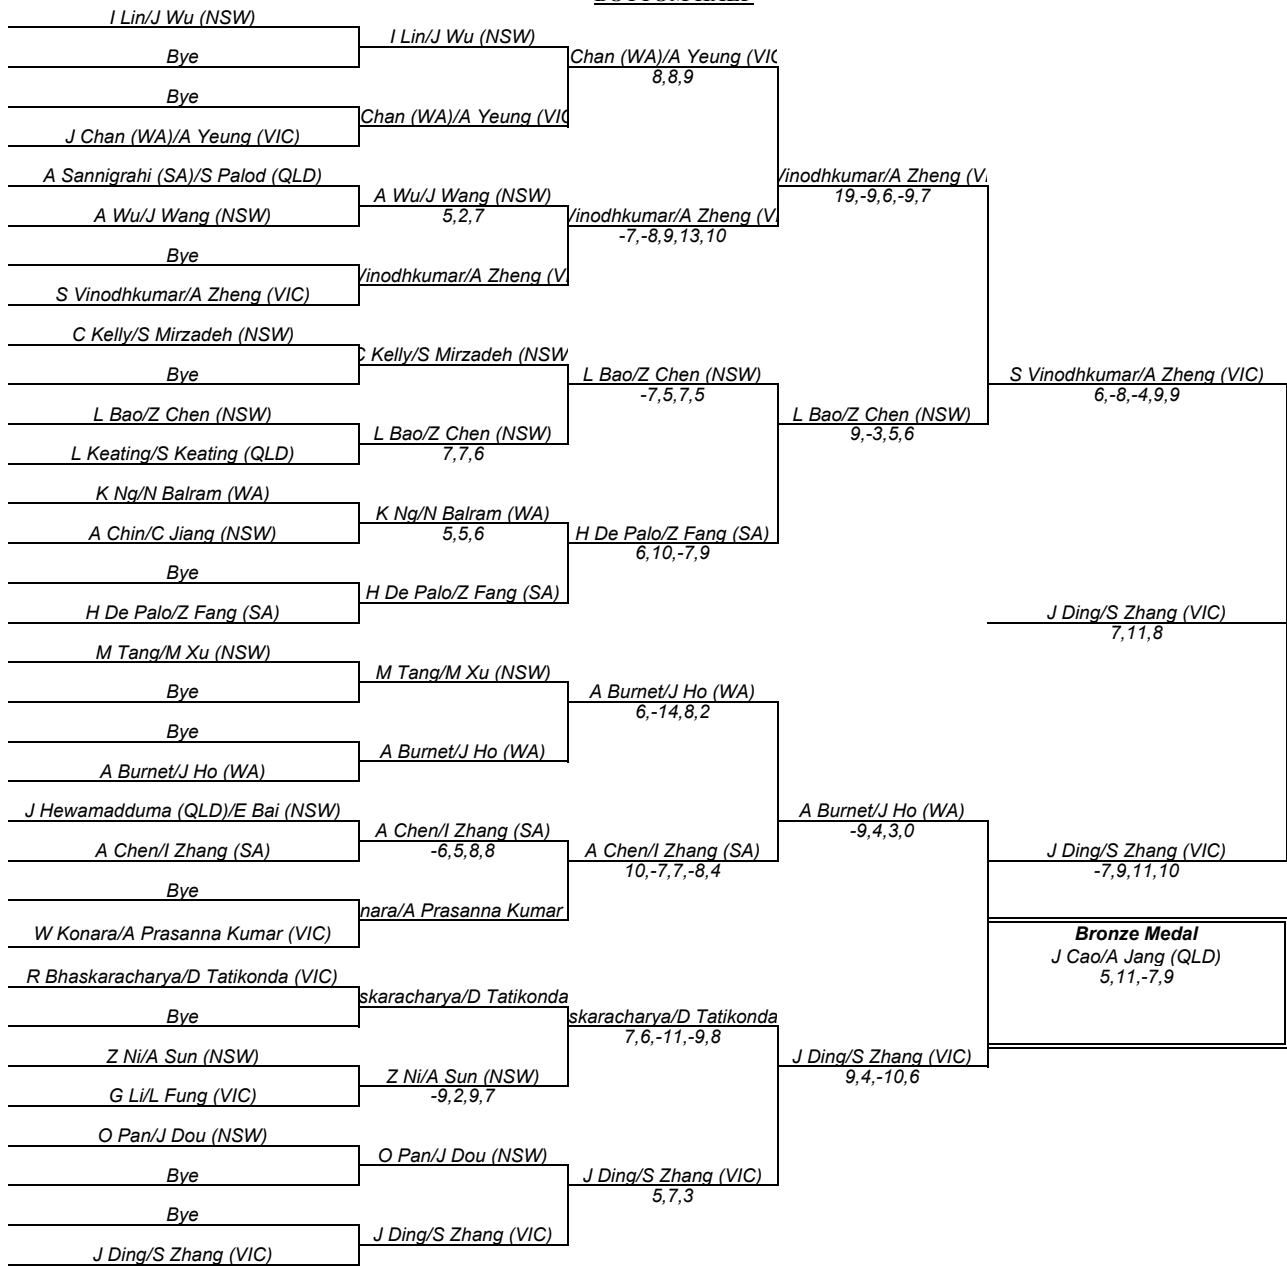 I Lin/J Wu (NSW)
Bye
Bye
J Chan (WA)/A Yeung (VIC)
A Sannigrahi (SA)/S Palod (QLD)
A Wu/J Wang (NSW)
Bye
S Vinodhkumar/A Zheng (VIC)
C Kelly/S Mirzadeh (NSW)
Bye
L Bao/Z Chen (NSW)
L Keating/S Keating (QLD)
K Ng/N Balram (WA)
A Chin/C Jiang (NSW)
Bye
H De Palo/Z Fang (SA)
M Tang/M Xu (NSW)
Bye
Bye
A Burnet/J Ho (WA)
J Hewamadduma (QLD)/E Bai (NSW)
A Chen/I Zhang (SA)
Bye
W Konara/A Prasanna Kumar (VIC)
R Bhaskaracharya/D Tatikonda (VIC)
Bye
Z Ni/A Sun (NSW)
G Li/L Fung (VIC)
O Pan/J Dou (NSW)
Bye
Bye
J Ding/S Zhang (VIC)
I Lin/J Wu (NSW)
Chan (WA)/A Yeung (VIC
A Wu/J Wang (NSW)
5,2,7
Vinodhkumar/A Zheng (V
C Kelly/S Mirzadeh (NSW
L Bao/Z Chen (NSW)
7,7,6
K Ng/N Balram (WA)
5,5,6
H De Palo/Z Fang (SA)
M Tang/M Xu (NSW)
A Burnet/J Ho (WA)
A Chen/I Zhang (SA)
-6,5,8,8
nara/A Prasanna Kumar
skaracharya/D Tatikonda
Z Ni/A Sun (NSW)
-9,2,9,7
O Pan/J Dou (NSW)
J Ding/S Zhang (VIC)
Chan (WA)/A Yeung (VIC
8,8,9
Vinodhkumar/A Zheng (VI
-7,-8,9,13,10
L Bao/Z Chen (NSW)
-7,5,7,5
H De Palo/Z Fang (SA)
6,10,-7,9
A Burnet/J Ho (WA)
6,-14,8,2
A Chen/I Zhang (SA)
10,-7,7,-8,4
skaracharya/D Tatikonda
7,6,-11,-9,8
J Ding/S Zhang (VIC)
5,7,3
Vinodhkumar/A Zheng (VI
19,-9,6,-9,7
L Bao/Z Chen (NSW)
9,-3,5,6
A Burnet/J Ho (WA)
-9,4,3,0
J Ding/S Zhang (VIC)
9,4,-10,6
S Vinodhkumar/A Zheng (VIC)
6,-8,-4,9,9
J Ding/S Zhang (VIC)
7,11,8
J Ding/S Zhang (VIC)
-7,9,11,10
Bronze Medal
J Cao/A Jang (QLD)
5,11,-7,9